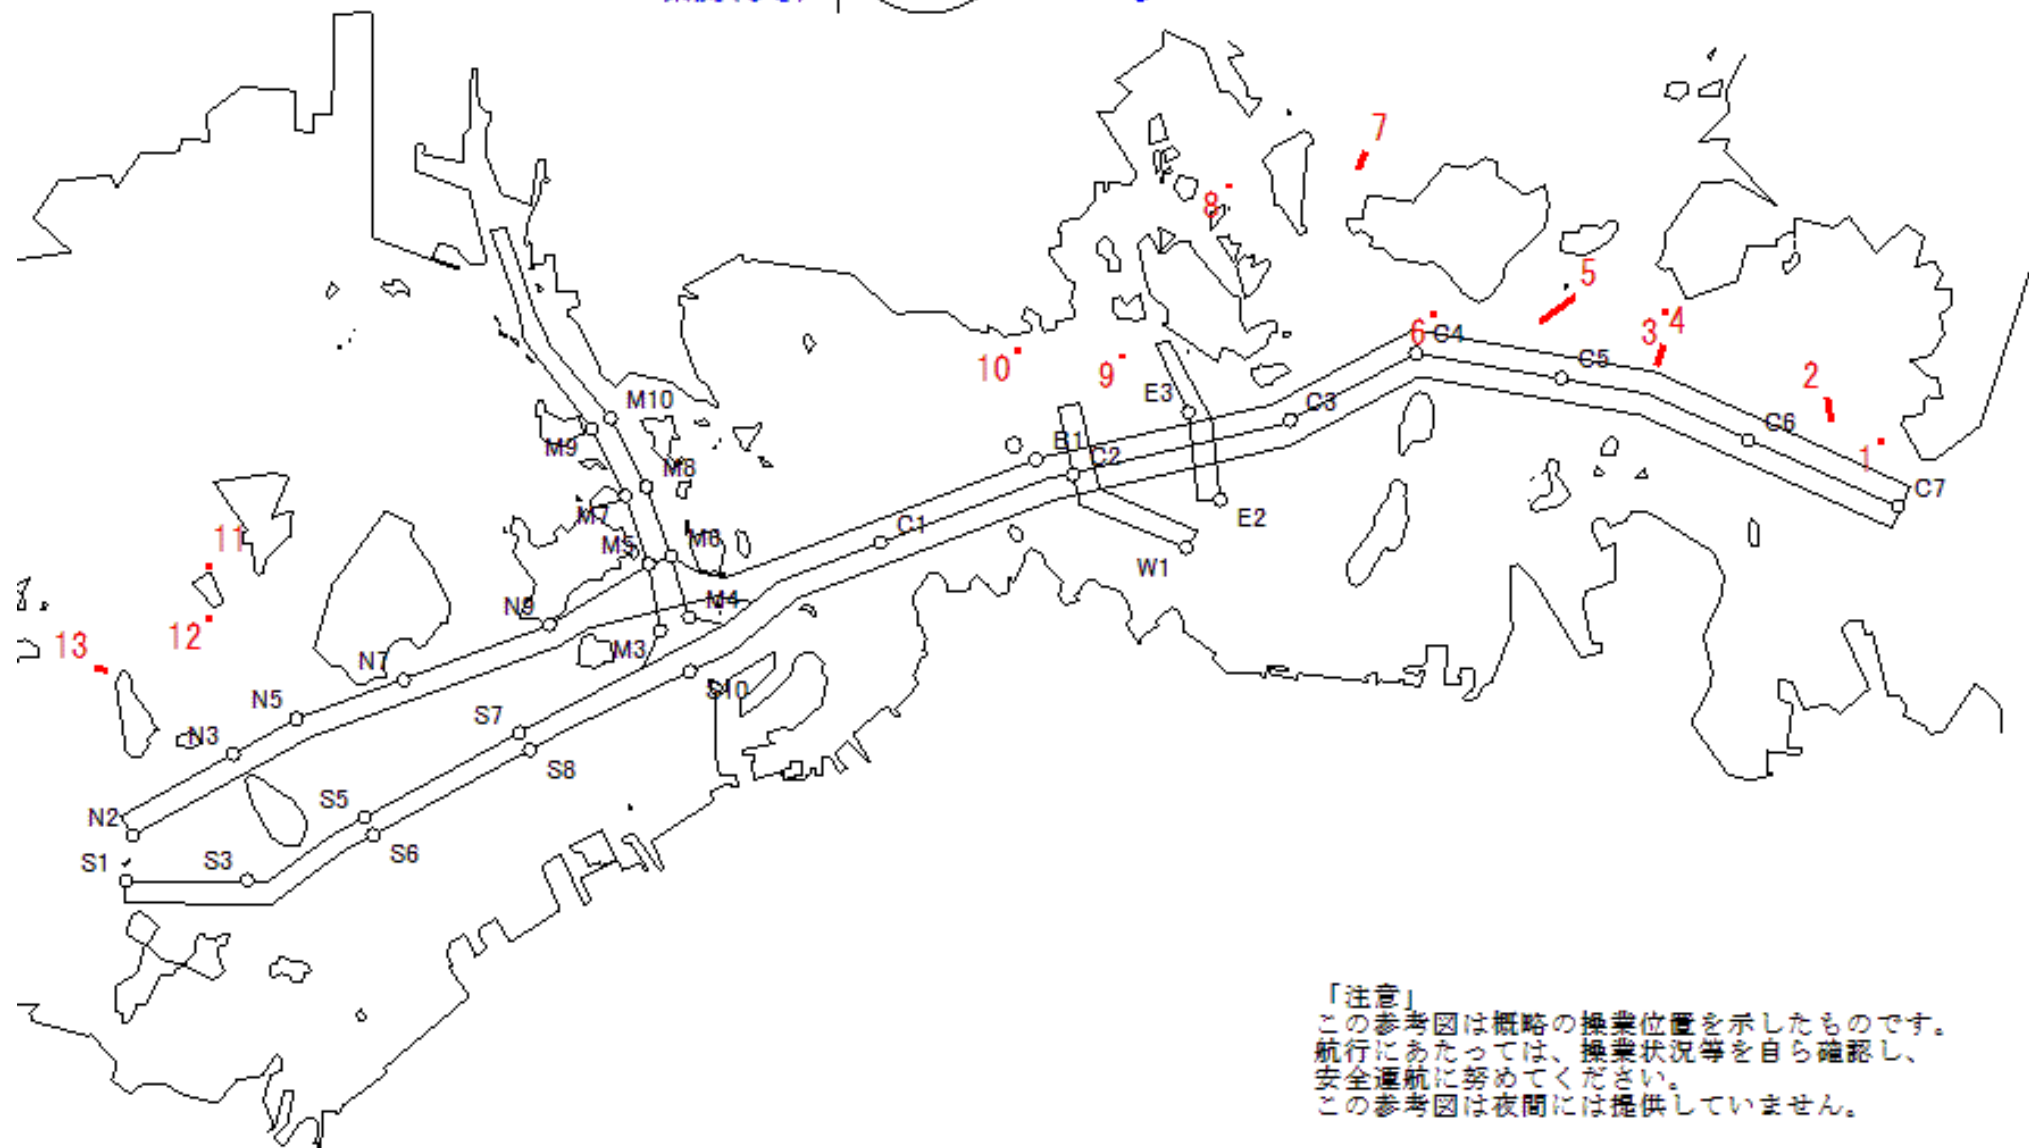 7
8
5
6
C4
3
4
10
9
E3
C5
2
M10
C3
C6
M9
B1
1
M8
C2
C7
M7
E2
C1
11
M5
M6
W1
N9
M4
12
13
M3
N7
N5
S10
S7
N3
S8
N2
S5
S6
S1
S3
「注意」
この参考図は概略の操業位置を示したものです。
航行にあたっては、操業状況等を自ら確認し、
安全運航に努めてください。
この参考図は夜間には提供していません。